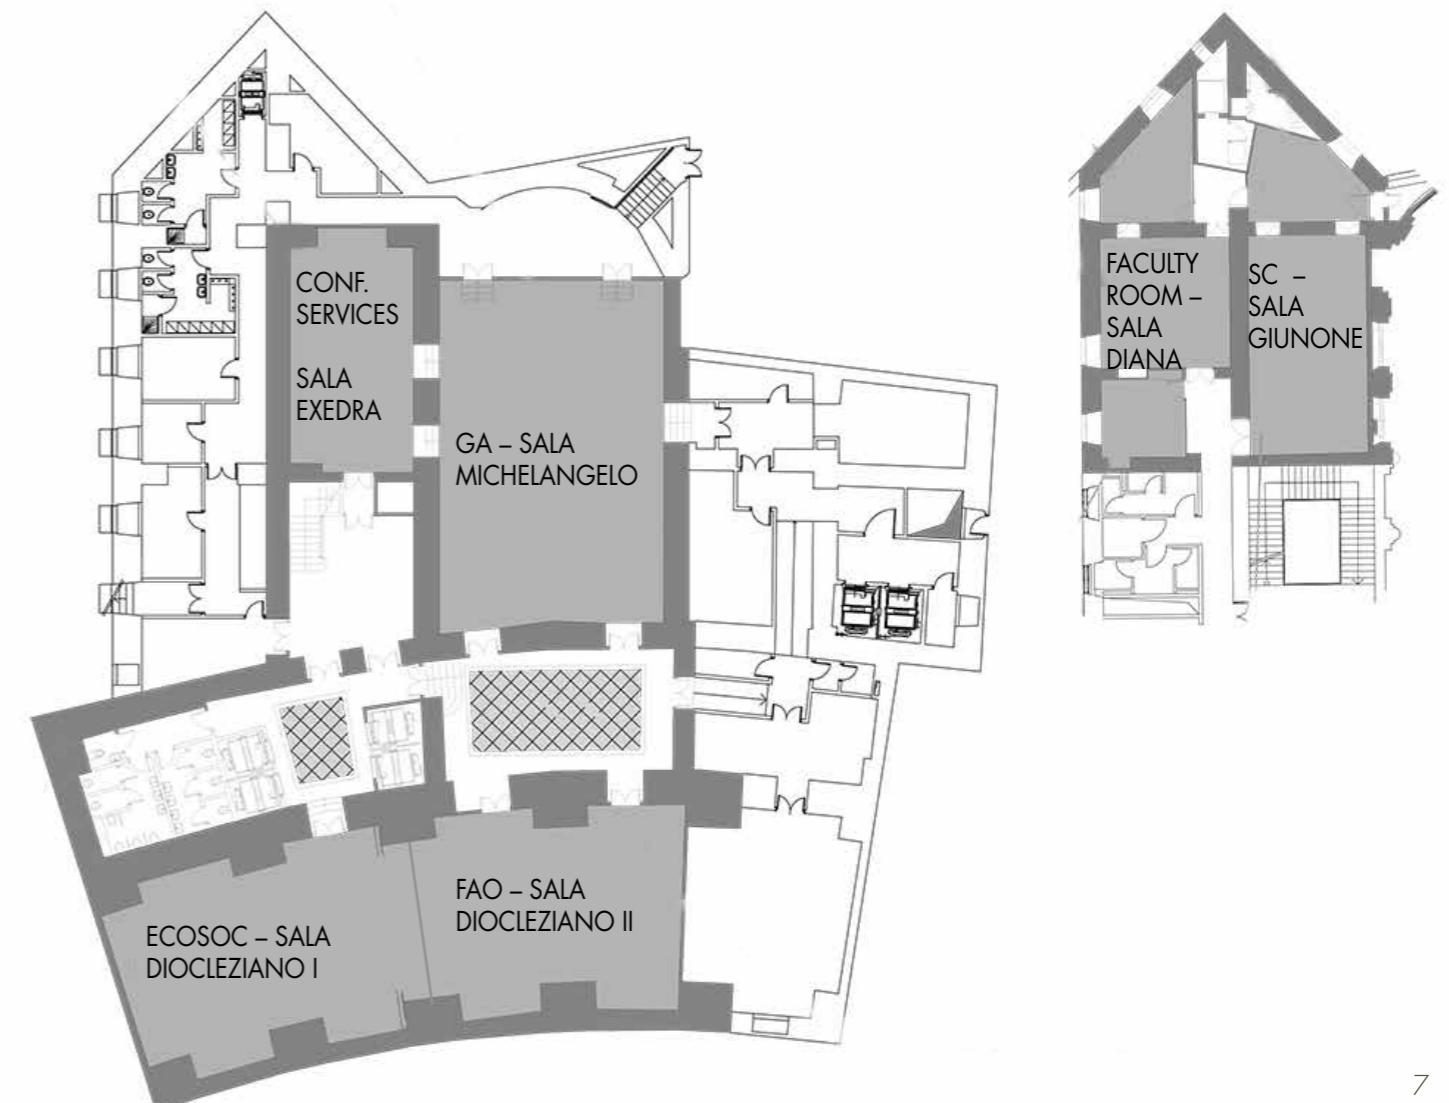 CONF.
SERVICES
SALA
EXEDRA
GA – SALA
MICHELANGELO
ECOSOC – SALA
DIOCLEZIANO I
FAO – SALA
DIOCLEZIANO II
FACULTY
ROOM –
SALA
DIANA
SC –
SALA
GIUNONE
7